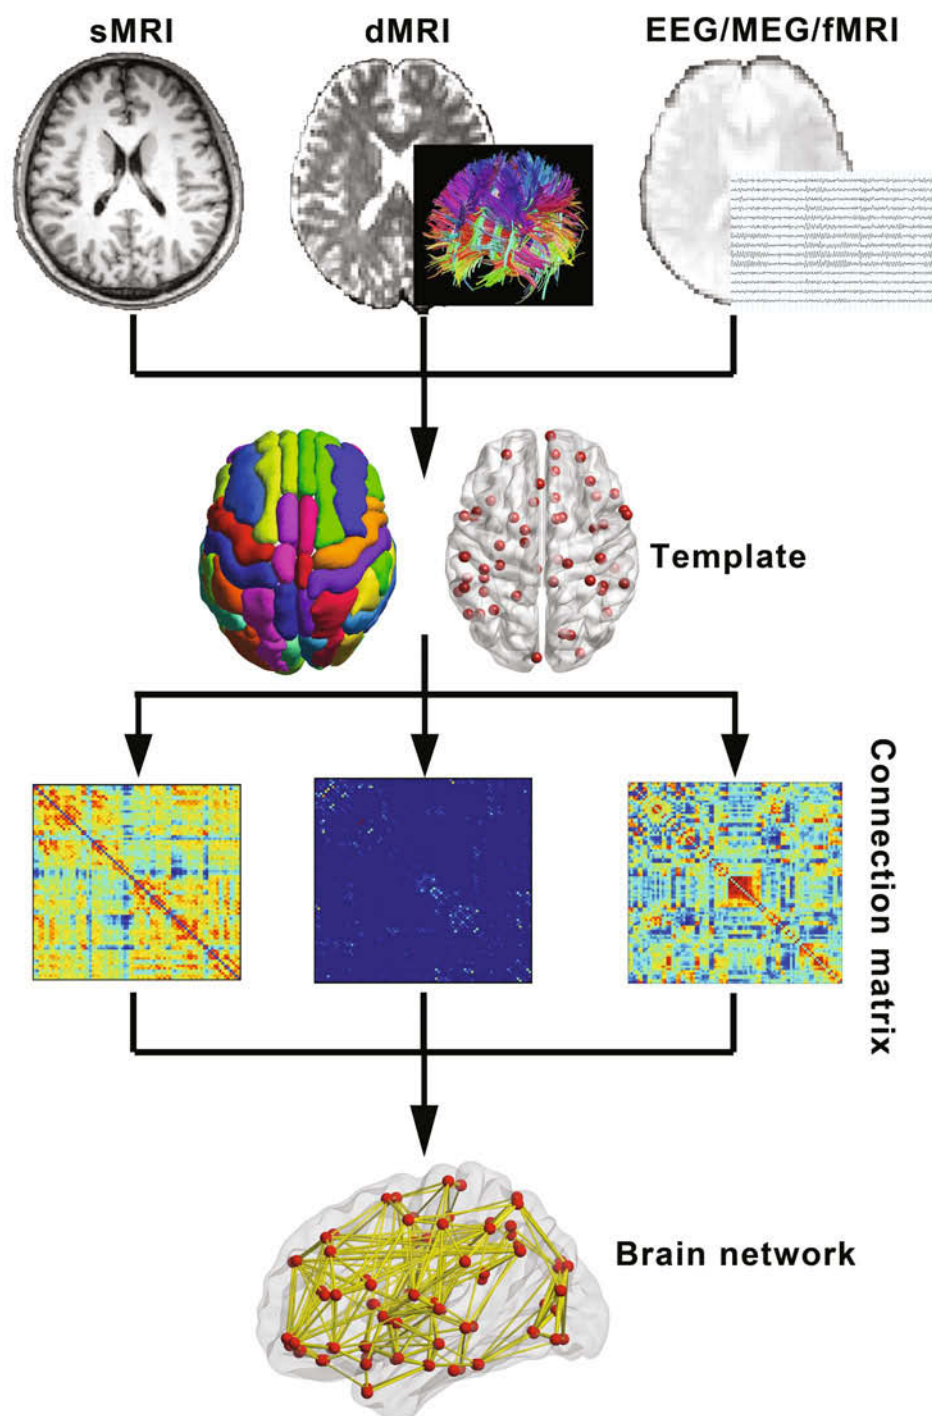 sMRI
dMRI
EEG/MEG/fMRI
Template
Connection matrix
Brain network